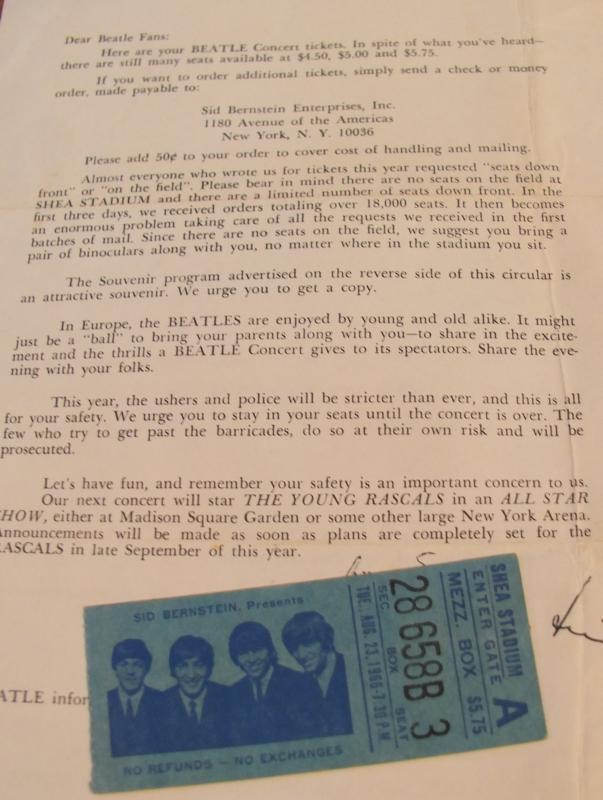 Dear Beatle Fans:
Here are your BEATLE Concert tickets. In spite of what you've heard—
there are still many seats available at $4.50, $5.00 and $5.75.
If you want to order additional tickets, simply send a check or money
order, made payable to:
Sid Bernstein Enterprises, Inc.
1180 Avenue of the Americas
New York, N. Y. 10036
Please add 50¢ to your order to cover cost of handling and mailing.
Almost everyone who wrote us for tickets this year requested "seats down
front" or "on the field". Please bear in mind there are no seats on the field at
SHEA STADIUM and there are a limited number of seats down front. In the
first three days, we received orders totaling over 18,000 seats. It then becomes
an enormous problem taking care of all the requests we received in the first
batches of mail. Since there are no seats on the field, we suggest you bring a
pair of binoculars along with you, no matter where in the stadium you sit.
The Souvenir program advertised on the reverse side of this circular is
an attractive souvenir. We urge you to get a copy.
In Europe, the BEATLES are enjoyed by young and old alike. It might
just be a "ball" to bring your parents along with you—to share in the excite-
ment and the thrills a BEATLE Concert gives to its spectators. Share the eve-
ning with your folks.
This year, the ushers and police will be stricter than ever, and this is all
for your safety. We urge you to stay in your seats until the concert is over. The
few who try to get past the barricades, do so at their own risk and will be
prosecuted.
Let's have fun, and remember your safety is an important concern to us.
Our next concert will star THE YOUNG RASCALS in an ALL STAR
HOW, either at Madison Square Garden or some other large New York Arena.
Announcements will be made as soon as plans are completely set for the
RASCALS in late September of this year.
ATLE infor
SID BERNSTEIN, Presents
NO REFUNDS — NO EXCHANGES
TUE., AUG. 23, 1966-7:30 P.M.
SEC. BOX SEAT
28 658B 3
MEZZ. BOX $5.75
ENTER GATE A
SHEA STADIUM